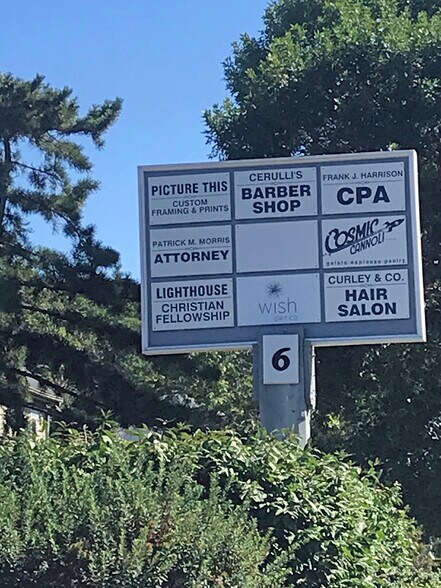 PICTURE THIS
CUSTOM
FRAMING & PRINTS
CERULLI'S
BARBER
SHOP
FRANK J. HARRISON
CPA
PATRICK M. MORRIS
ATTORNEY
COSMIC
CANNOLI
gelato espresso pastry
LIGHTHOUSE
CHRISTIAN
FELLOWSHIP
wish
CURLEY & CO.
HAIR
SALON
6